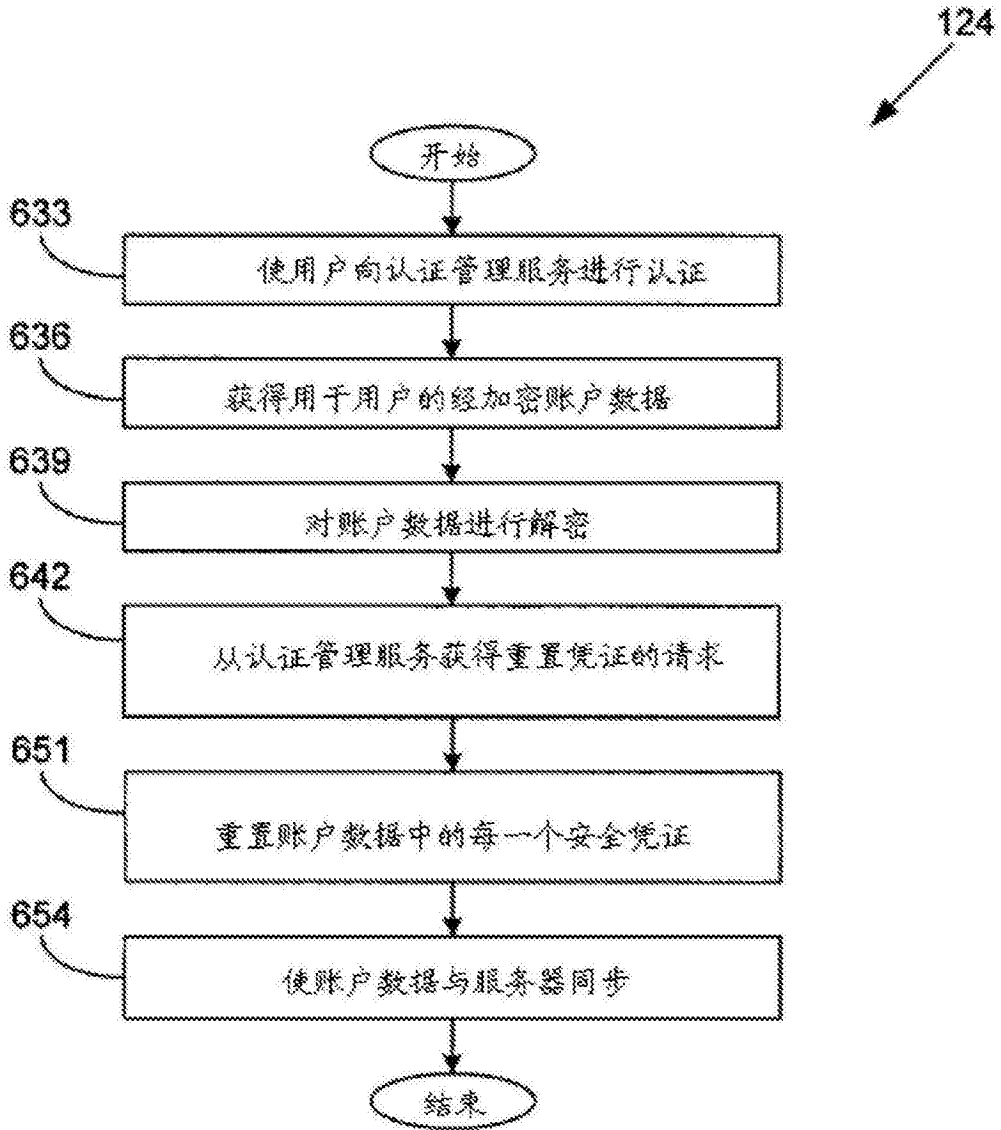 124
开始
633
使用户向认证管理服务进行认证
636
获得用于用户的经加密账户数据
639
对账户数据进行解密
642
从认证管理服务获得重置凭证的请求
651
重置账户数据中的每一个安全凭证
654
使账户数据与服务器同步
结束